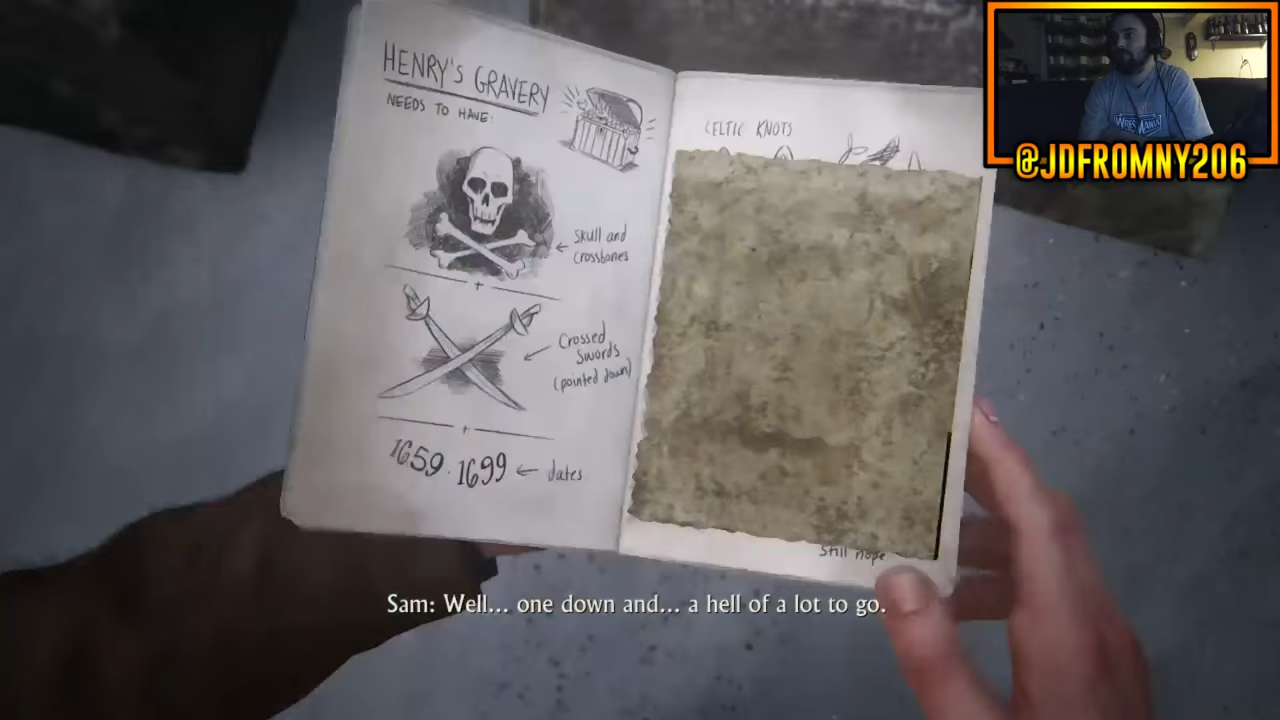 HENRY'S GRAVERY
NEEDS TO HAVE:
Skull and
Crossbones
+
Crossed
Swords
(pointed down)
+
1659 - 1699 ← dates
CELTIC KNOTS
Still nope
Sam: Well... one down and... a hell of a lot to go.
@JDFROMNY206